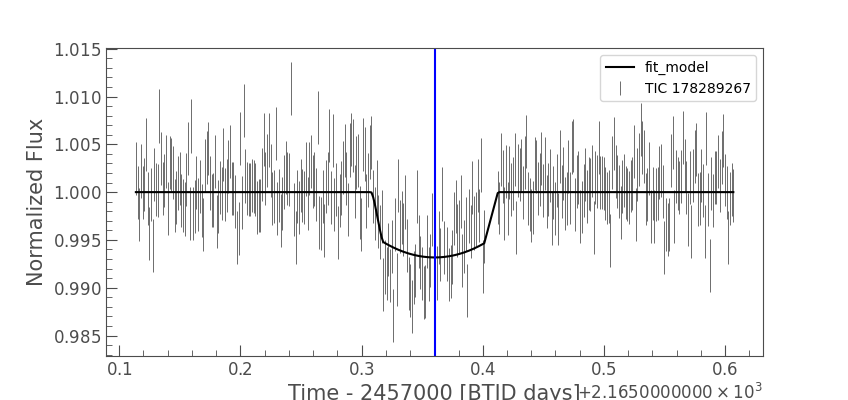 1.015
1.010
1.005
1.000
0.995
0.990
0.985
Normalized Flux
fit_model
TIC 178289267
0.1 0.2 0.3 0.4 0.5 0.6
Time - 2457000 [BTJD days]
+2.1650000000 × 10³